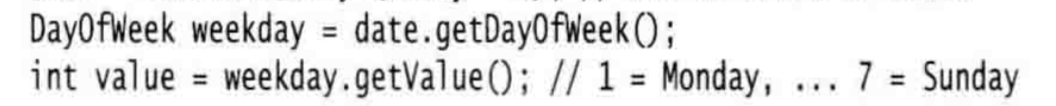 DayOfWeek weekday = date.getDayOfWeek();
int value = weekday.getValue(); // 1 = Monday, ... 7 = Sunday